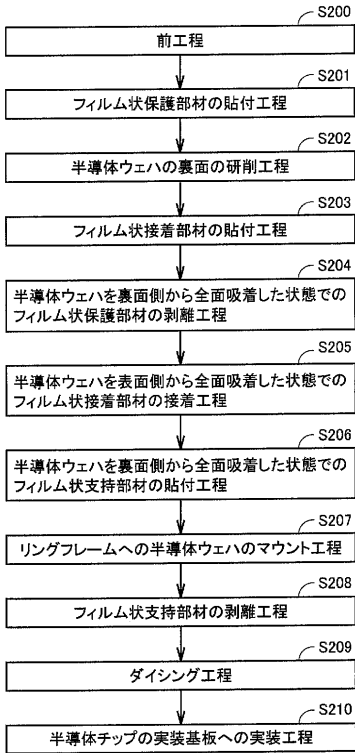 S200
前工程
S201
フィルム状保護部材の貼付工程
S202
半導体ウェハの裏面の研削工程
S203
フィルム状接着部材の貼付工程
S204
半導体ウェハを裏面側から全面吸着した状態での
フィルム状保護部材の剥離工程
S205
半導体ウェハを表面側から全面吸着した状態での
フィルム状接着部材の接着工程
S206
半導体ウェハを裏面側から全面吸着した状態での
フィルム状支持部材の貼付工程
S207
リングフレームへの半導体ウェハのマウント工程
S208
フィルム状支持部材の剥離工程
S209
ダイシング工程
S210
半導体チップの実装基板への実装工程